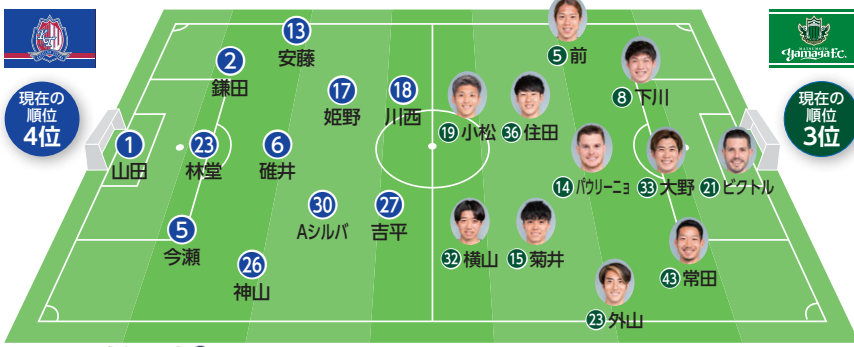 現在の
順位
4位
1
山田
2
鎌田
23
林堂
5
今瀬
13
安藤
6
碓井
26
神山
17
姫野
30
Aシルバ
18
川西
27
吉平
19 小松
32 横山
36 住田
15 菊井
5 前
14 パウリーニョ
23 外山
8 下川
33 大野
43 常田
21 ビクトル
Yamaga F.C.
現在の
順位
3位